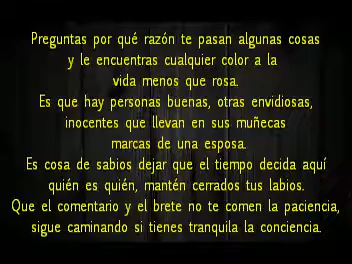 Preguntas por qué razón te pasan algunas cosas
y le encuentras cualquier color a la
vida menos que rosa.
Es que hay personas buenas, otras envidiosas,
inocentes que llevan en sus muñecas
marcas de una esposa.
Es cosa de sabios dejar que el tiempo decida aquí
quién es quién, mantén cerrados tus labios.
Que el comentario y el brete no te comen la paciencia,
sigue caminando si tienes tranquila la conciencia.